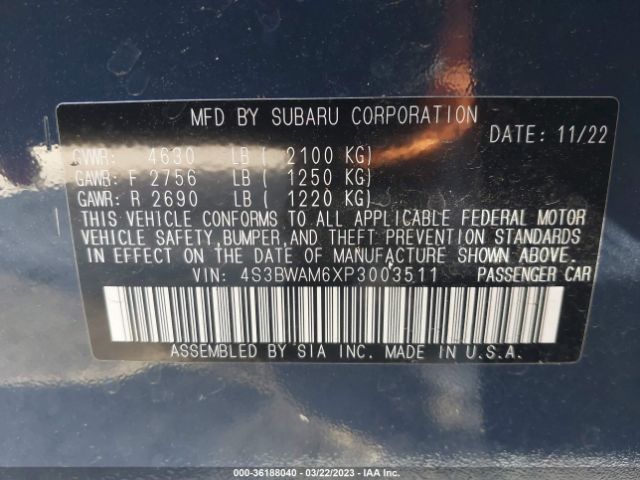 MFD BY SUBARU CORPORATION
DATE: 11/22
GVWR: 4630 LB ( 2100 KG)
GAWR: F 2756 LB ( 1250 KG)
GAWR: R 2690 LB ( 1220 KG)
THIS VEHICLE CONFORMS TO ALL APPLICABLE FEDERAL MOTOR
VEHICLE SAFETY, BUMPER, AND THEFT PREVENTION STANDARDS
IN EFFECT ON THE DATE OF MANUFACTURE SHOWN ABOVE.
VIN: 4S3BWAM6XP3003511 PASSENGER CAR
ASSEMBLED BY SIA INC. MADE IN U.S.A.
000-36188040 - 03/22/2023 - IAA Inc.